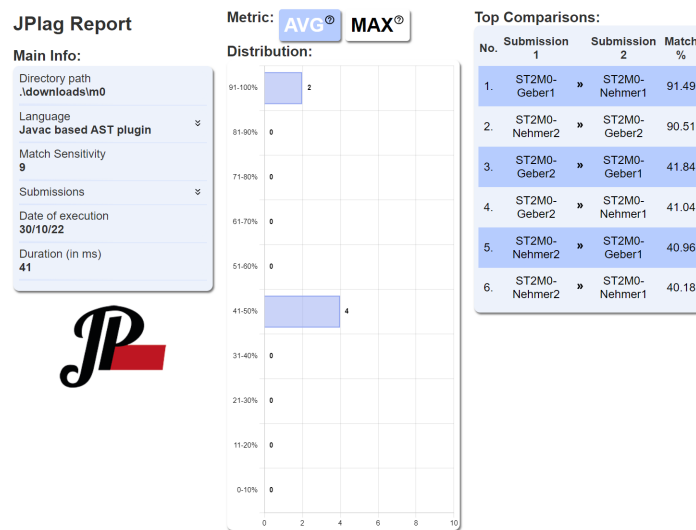 JPlag Report
Main Info:
Directory path
.\downloads\m0
Language
Javac based AST plugin
Match Sensitivity
9
Submissions
Date of execution
30/10/22
Duration (in ms)
41
JP
Metric:
AVG
MAX
Distribution:
91-100% 2
81-90% 0
71-80% 0
61-70% 0
51-60% 0
41-50% 4
31-40% 0
21-30% 0
11-20% 0
0-10% 0
0 2 4 6 8 10
Top Comparisons:
No. Submission 1 Submission 2 Match %
1. ST2M0-Geber1 » ST2M0-Nehmer1 91.49
2. ST2M0-Nehmer2 » ST2M0-Geber2 90.51
3. ST2M0-Geber2 » ST2M0-Geber1 41.84
4. ST2M0-Geber2 » ST2M0-Nehmer1 41.04
5. ST2M0-Nehmer2 » ST2M0-Geber1 40.96
6. ST2M0-Nehmer2 » ST2M0-Nehmer1 40.18